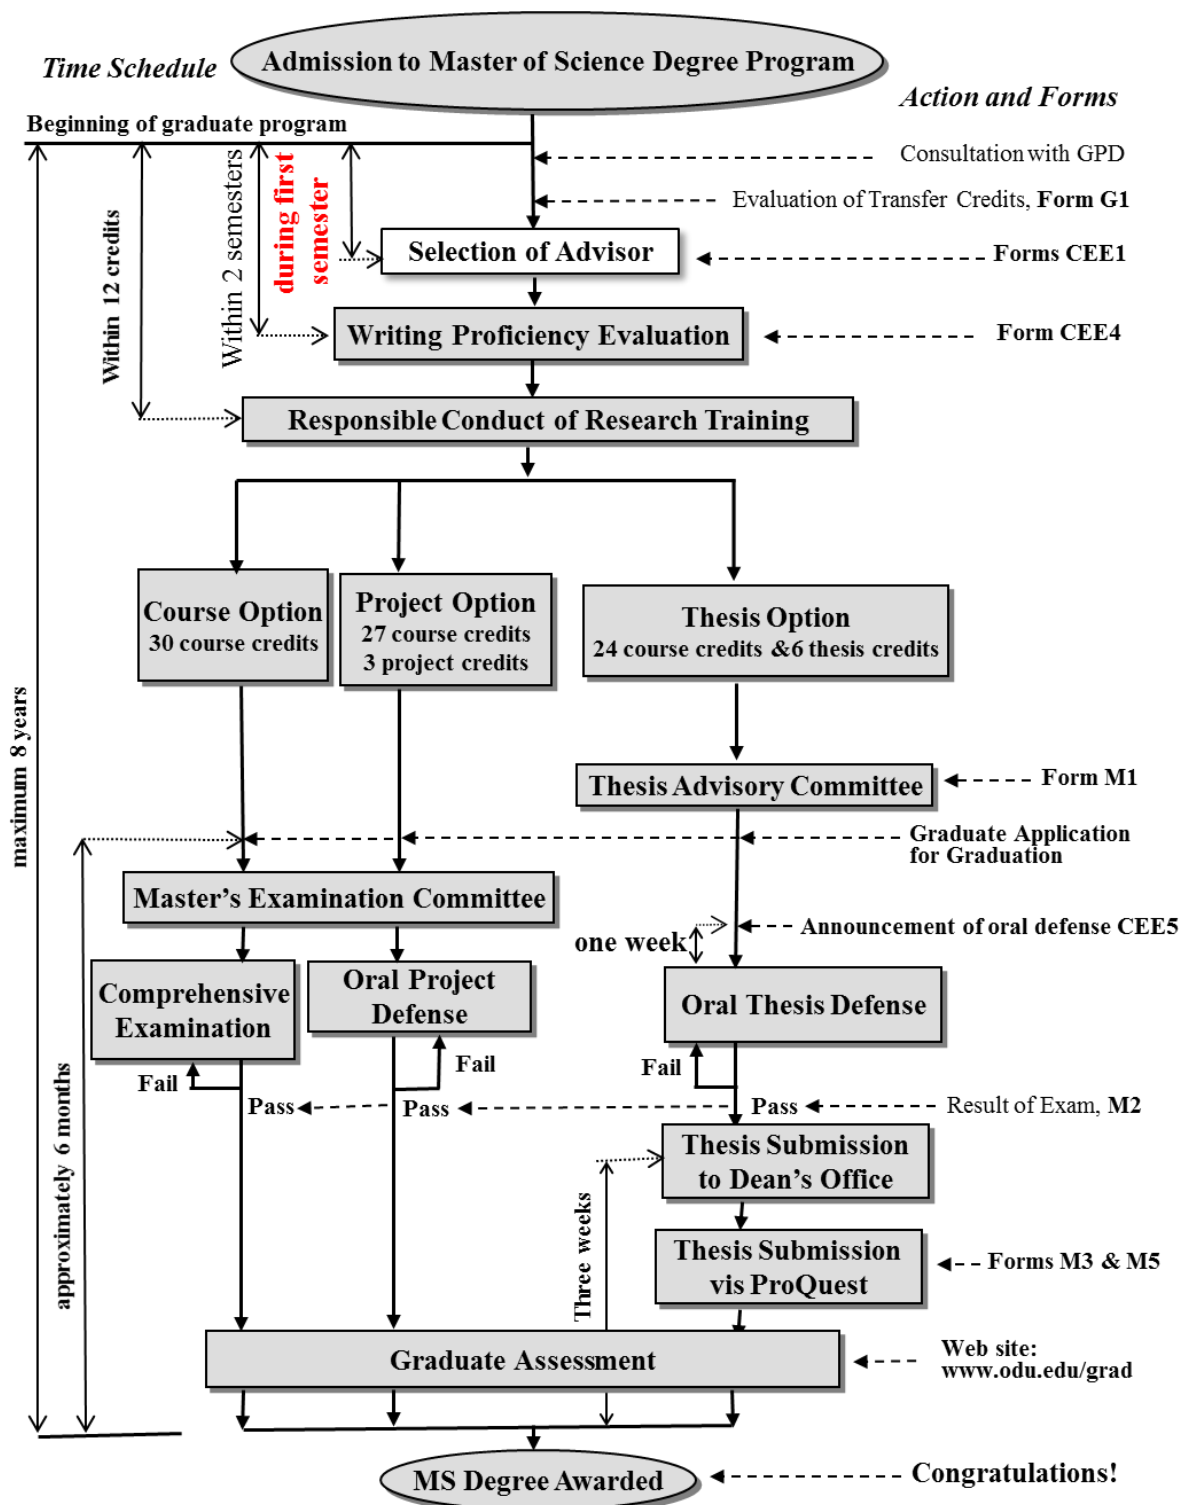 Time Schedule
Admission to Master of Science Degree Program
Action and Forms
Beginning of graduate program
Consultation with GPD
Evaluation of Transfer Credits, Form G1
during first
semester
Within 2 semesters
Within 12 credits
Selection of Advisor
Forms CEE1
Writing Proficiency Evaluation
Form CEE4
Responsible Conduct of Research Training
Course Option
30 course credits
Project Option
27 course credits
3 project credits
Thesis Option
24 course credits &6 thesis credits
maximum 8 years
Thesis Advisory Committee
Form M1
Graduate Application
for Graduation
Master's Examination Committee
Announcement of oral defense CEE5
one week
Comprehensive
Examination
Oral Project
Defense
Oral Thesis Defense
Fail
Fail
Fail
Pass
Pass
Pass
Result of Exam, M2
approximately 6 months
Thesis Submission
to Dean's Office
Three weeks
Thesis Submission
vis ProQuest
Forms M3 & M5
Graduate Assessment
Web site:
www.odu.edu/grad
MS Degree Awarded
Congratulations!